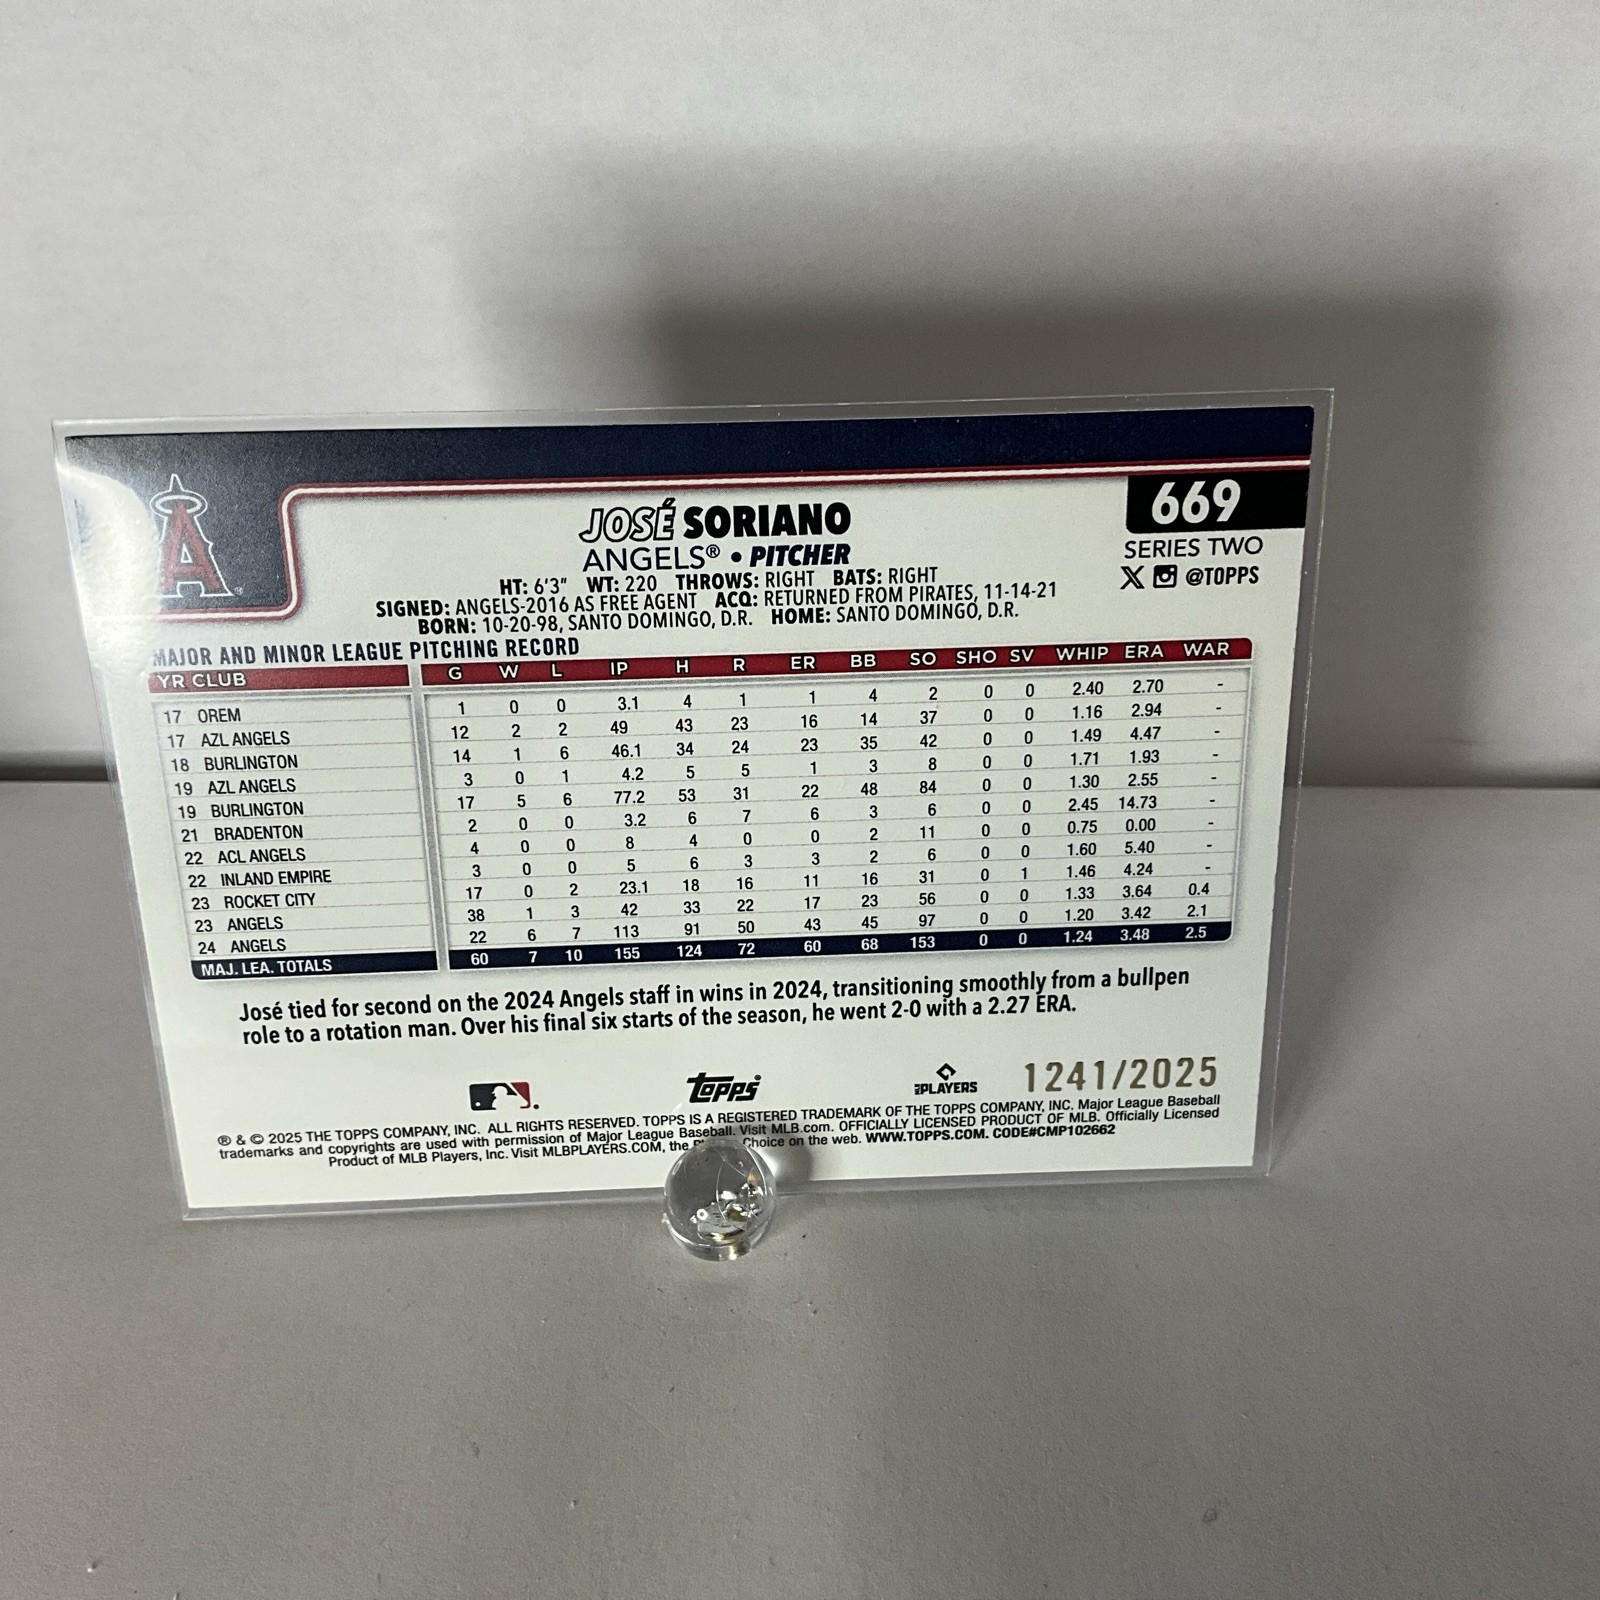 A
JOSÉ SORIANO
669
ANGELS® • PITCHER
SERIES TWO
HT: 6'3" WT: 220 THROWS: RIGHT BATS: RIGHT
@TOPPS
SIGNED: ANGELS-2016 AS FREE AGENT ACQ: RETURNED FROM PIRATES, 11-14-21
BORN: 10-20-98, SANTO DOMINGO, D.R. HOME: SANTO DOMINGO, D.R.
MAJOR AND MINOR LEAGUE PITCHING RECORD
YR CLUB G W L IP H R ER BB SO SHO SV WHIP ERA WAR
17 OREM 1 0 0 3.1 4 1 1 4 2 0 0 2.40 2.70 -
17 AZL ANGELS 12 2 2 49 43 23 16 14 37 0 0 1.16 2.94 -
18 BURLINGTON 14 1 6 46.1 34 24 23 35 42 0 0 1.49 4.47 -
19 AZL ANGELS 3 0 1 4.2 5 5 1 3 8 0 0 1.71 1.93 -
19 BURLINGTON 17 5 6 77.2 53 31 22 48 84 0 0 1.30 2.55 -
21 BRADENTON 2 0 0 3.2 6 7 6 3 6 0 0 2.45 14.73 -
22 ACL ANGELS 4 0 0 8 4 0 0 2 11 0 0 0.75 0.00 -
22 INLAND EMPIRE 3 0 0 5 6 3 3 2 6 0 0 1.60 5.40 -
23 ROCKET CITY 17 0 2 23.1 18 16 11 16 31 0 1 1.46 4.24 -
23 ANGELS 38 1 3 42 33 22 17 23 56 0 0 1.33 3.64 0.4
24 ANGELS 22 6 7 113 91 50 43 45 97 0 0 1.20 3.42 2.1
MAJ. LEA. TOTALS 60 7 10 155 124 72 60 68 153 0 0 1.24 3.48 2.5
José tied for second on the 2024 Angels staff in wins in 2024, transitioning smoothly from a bullpen
role to a rotation man. Over his final six starts of the season, he went 2-0 with a 2.27 ERA.
topps® PLAYERS 1241/2025
® & © 2025 THE TOPPS COMPANY, INC. ALL RIGHTS RESERVED. TOPPS IS A REGISTERED TRADEMARK OF THE TOPPS COMPANY, INC. Major League Baseball
trademarks and copyrights are used with permission of Major League Baseball. Visit MLB.com. OFFICIALLY LICENSED PRODUCT OF MLB. Officially Licensed
Product of MLB Players, Inc. Visit MLBPLAYERS.COM, the Choice on the web. WWW.TOPPS.COM. CODE#CMP102662